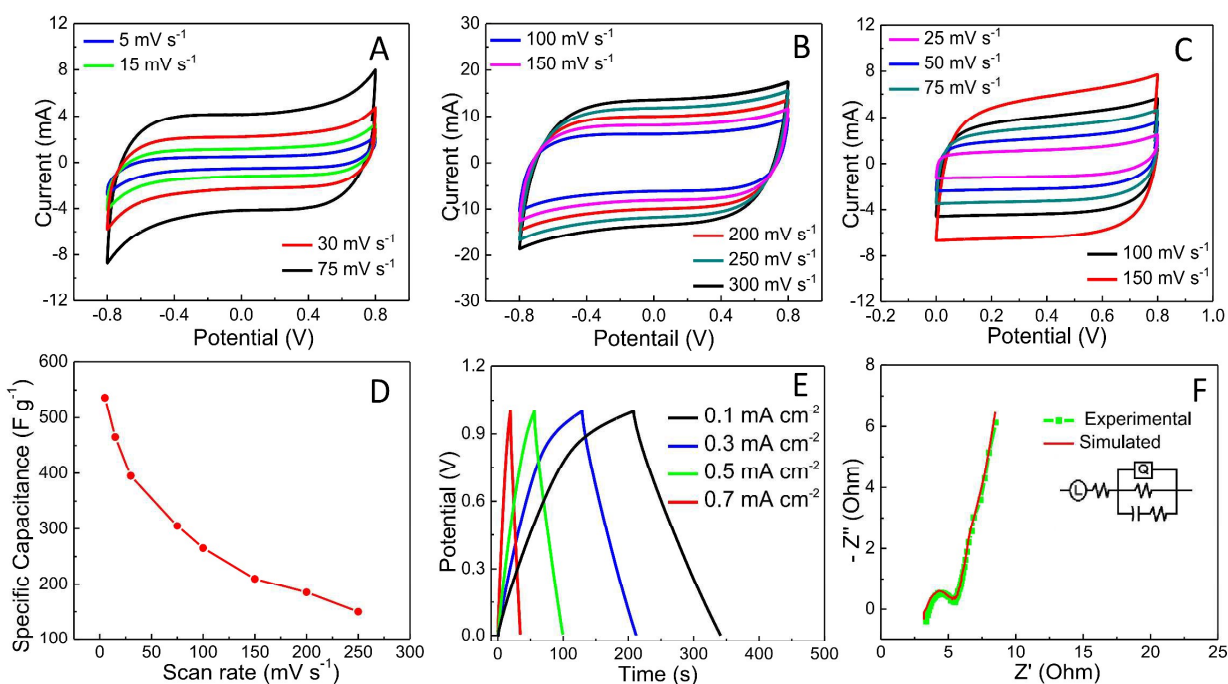 A
5 mV s⁻¹
15 mV s⁻¹
30 mV s⁻¹
75 mV s⁻¹
12
8
4
0
-4
-8
-12
Current (mA)
-0.8 -0.4 0.0 0.4 0.8
Potential (V)
B
100 mV s⁻¹
150 mV s⁻¹
200 mV s⁻¹
250 mV s⁻¹
300 mV s⁻¹
30
20
10
0
-10
-20
-30
Current (mA)
-0.8 -0.4 0.0 0.4 0.8
Potentail (V)
C
25 mV s⁻¹
50 mV s⁻¹
75 mV s⁻¹
100 mV s⁻¹
150 mV s⁻¹
12
8
4
0
-4
-8
-12
Current (mA)
-0.2 0.0 0.2 0.4 0.6 0.8 1.0
Potential (V)
D
600
500
400
300
200
100
Specific Capacitance (F g⁻¹)
0 50 100 150 200 250 300
Scan rate (mV s⁻¹)
E
0.1 mA cm⁻²
0.3 mA cm⁻²
0.5 mA cm⁻²
0.7 mA cm⁻²
1.2
0.9
0.6
0.3
0.0
Potential (V)
0 100 200 300 400 500
Time (s)
F
Experimental
Simulated
Q
L
8
6
4
2
0
- Z" (Ohm)
0 5 10 15 20 25
Z' (Ohm)